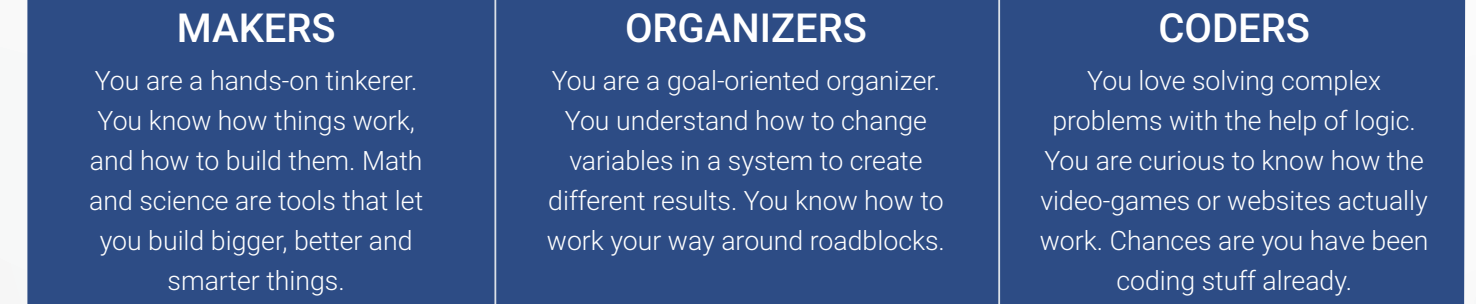 MAKERS
You are a hands-on tinkerer.
You know how things work,
and how to build them. Math
and science are tools that let
you build bigger, better and
smarter things.
ORGANIZERS
You are a goal-oriented organizer.
You understand how to change
variables in a system to create
different results. You know how to
work your way around roadblocks.
CODERS
You love solving complex
problems with the help of logic.
You are curious to know how the
video-games or websites actually
work. Chances are you have been
coding stuff already.